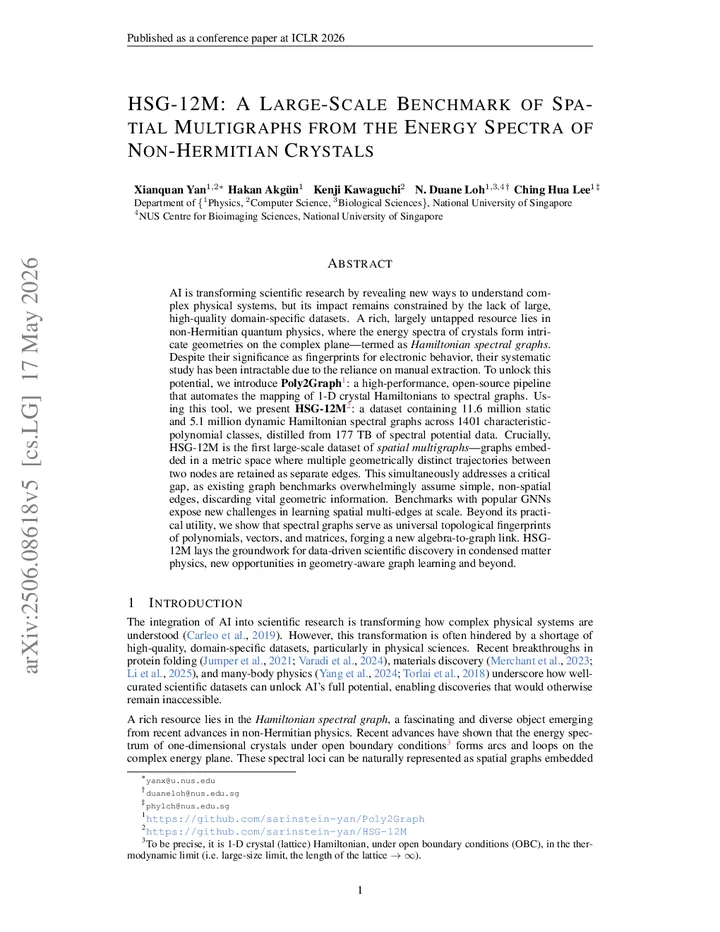 Published as a conference paper at ICLR 2026
HSG-12M: A LARGE-SCALE BENCHMARK OF SPA-
TIAL MULTIGRAPHS FROM THE ENERGY SPECTRA OF
NON-HERMITIAN CRYSTALS
Xianquan Yan1,2* Hakan Akgün1 Kenji Kawaguchi2 N. Duane Loh1,3,4† Ching Hua Lee1‡
Department of {1Physics, 2Computer Science, 3Biological Sciences}, National University of Singapore
4NUS Centre for Bioimaging Sciences, National University of Singapore
ABSTRACT
AI is transforming scientific research by revealing new ways to understand com-
plex physical systems, but its impact remains constrained by the lack of large,
high-quality domain-specific datasets. A rich, largely untapped resource lies in
non-Hermitian quantum physics, where the energy spectra of crystals form intri-
cate geometries on the complex plane—termed as Hamiltonian spectral graphs.
Despite their significance as fingerprints for electronic behavior, their systematic
study has been intractable due to the reliance on manual extraction. To unlock this
potential, we introduce Poly2Graph1: a high-performance, open-source pipeline
that automates the mapping of 1-D crystal Hamiltonians to spectral graphs. Us-
ing this tool, we present HSG-12M2: a dataset containing 11.6 million static
and 5.1 million dynamic Hamiltonian spectral graphs across 1401 characteristic-
polynomial classes, distilled from 177 TB of spectral potential data. Crucially,
HSG-12M is the first large-scale dataset of spatial multigraphs—graphs embed-
ded in a metric space where multiple geometrically distinct trajectories between
two nodes are retained as separate edges. This simultaneously addresses a critical
gap, as existing graph benchmarks overwhelmingly assume simple, non-spatial
edges, discarding vital geometric information. Benchmarks with popular GNNs
expose new challenges in learning spatial multi-edges at scale. Beyond its practi-
cal utility, we show that spectral graphs serve as universal topological fingerprints
of polynomials, vectors, and matrices, forging a new algebra-to-graph link. HSG-
12M lays the groundwork for data-driven scientific discovery in condensed matter
physics, new opportunities in geometry-aware graph learning and beyond.
1 INTRODUCTION
The integration of AI into scientific research is transforming how complex physical systems are
understood (Carleo et al., 2019). However, this transformation is often hindered by a shortage of
high-quality, domain-specific datasets, particularly in physical sciences. Recent breakthroughs in
protein folding (Jumper et al., 2021; Varadi et al., 2024), materials discovery (Merchant et al., 2023;
Li et al., 2025), and many-body physics (Yang et al., 2024; Torlai et al., 2018) underscore how well-
curated scientific datasets can unlock AI's full potential, enabling discoveries that would otherwise
remain inaccessible.
A rich resource lies in the Hamiltonian spectral graph, a fascinating and diverse object emerging
from recent advances in non-Hermitian physics. Recent advances have shown that the energy spec-
trum of one-dimensional crystals under open boundary conditions3 forms arcs and loops on the
complex energy plane. These spectral loci can be naturally represented as spatial graphs embedded
*yanx@u.nus.edu
†duaneloh@nus.edu.sg
‡phylch@nus.edu.sg
1https://github.com/sarinstein-yan/Poly2Graph
2https://github.com/sarinstein-yan/HSG-12M
3To be precise, it is 1-D crystal (lattice) Hamiltonian, under open boundary conditions (OBC), in the ther-
modynamic limit (i.e. large-size limit, the length of the lattice → ∞).
1
arXiv:2506.08618v5 [cs.LG] 17 May 2026